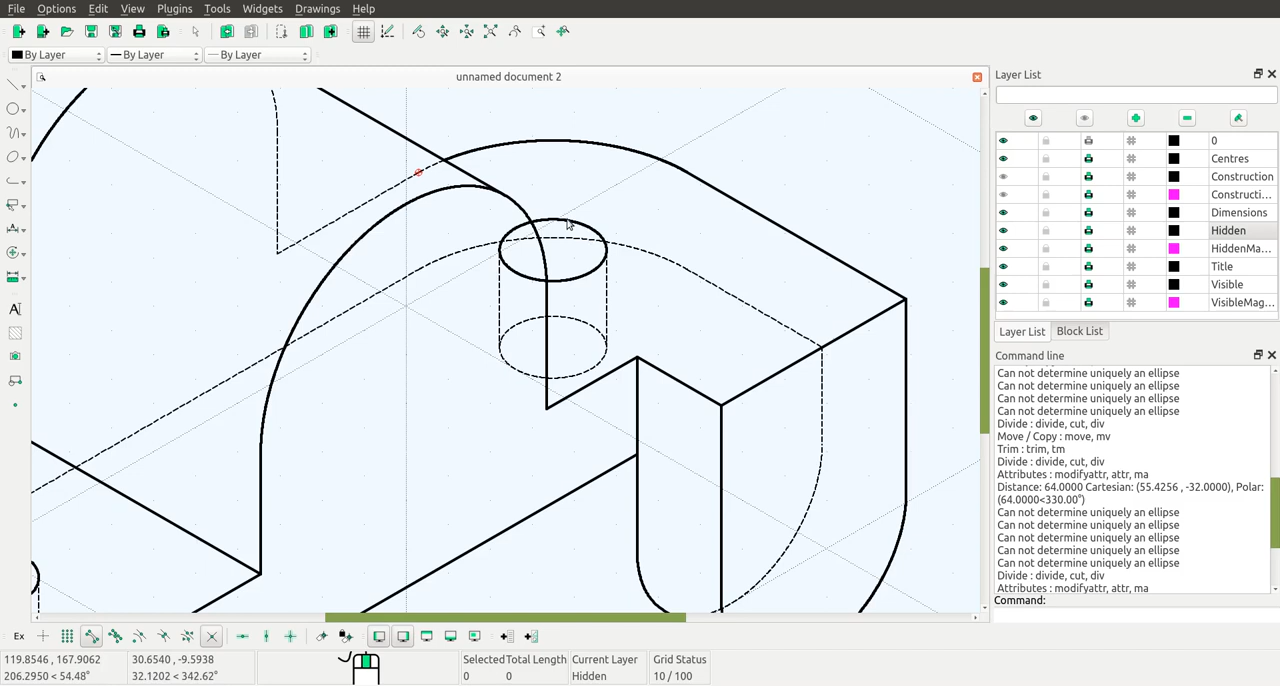 File Options Edit View Plugins Tools Widgets Drawings Help
By Layer By Layer By Layer
unnamed document 2
Layer List
0
Centres
Construction
Constructi...
Dimensions
Hidden
HiddenMa...
Title
Visible
VisibleMag...
Layer List Block List
Command line
Can not determine uniquely an ellipse
Can not determine uniquely an ellipse
Can not determine uniquely an ellipse
Can not determine uniquely an ellipse
Divide : divide, cut, div
Move / Copy : move, mv
Trim : trim, tm
Divide : divide, cut, div
Attributes : modifyattr, attr, ma
Distance: 64.0000 Cartesian: (55.4256 , -32.0000), Polar:
(64.0000<330.00°)
Can not determine uniquely an ellipse
Can not determine uniquely an ellipse
Can not determine uniquely an ellipse
Can not determine uniquely an ellipse
Can not determine uniquely an ellipse
Divide : divide, cut, div
Attributes : modifyattr, attr, ma
Command:
Ex
119.8546 , 167.9062 30.6540 , -9.5938 Selected Total Length Current Layer Grid Status
206.2950 < 54.48° 32.1202 < 342.62° 0 0 Hidden 10 / 100